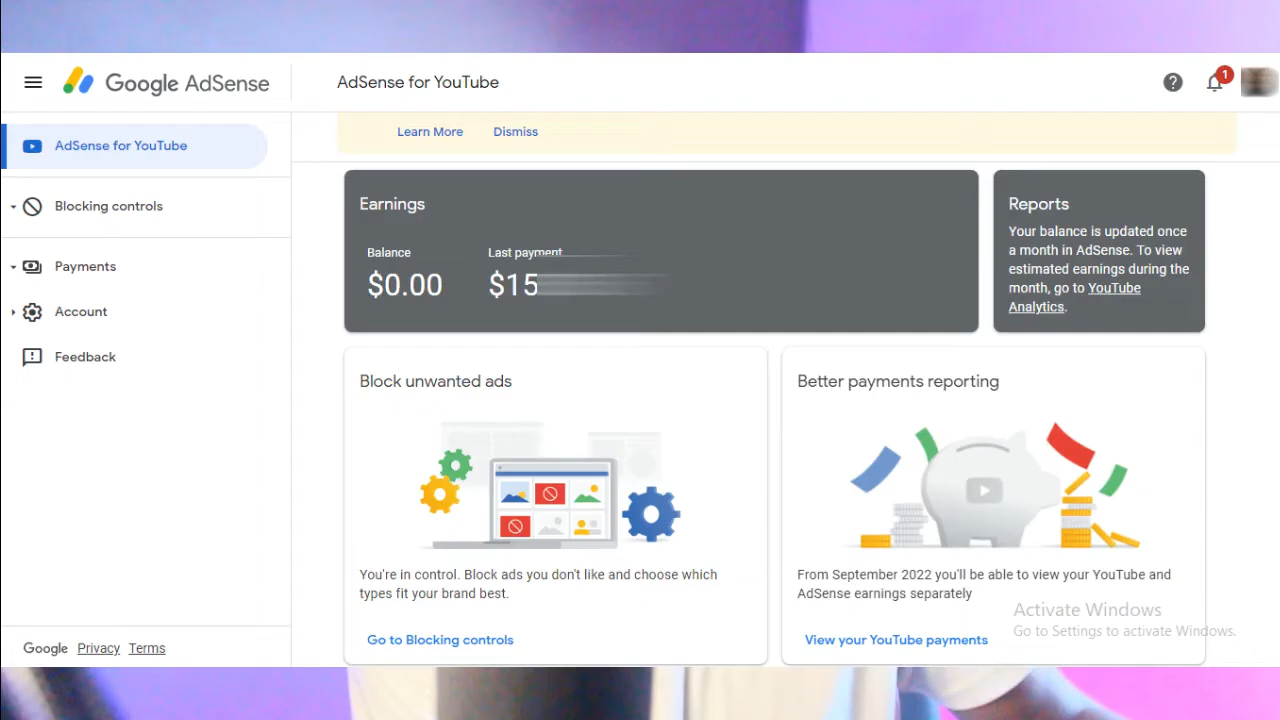 Google AdSense
AdSense for YouTube
1
Learn More Dismiss
AdSense for YouTube
Blocking controls
Payments
Account
Feedback
Google Privacy Terms
Earnings
Balance
$0.00
Last payment
$15
Reports
Your balance is updated once
a month in AdSense. To view
estimated earnings during the
month, go to YouTube
Analytics.
Block unwanted ads
You're in control. Block ads you don't like and choose which
types fit your brand best.
Go to Blocking controls
Better payments reporting
From September 2022 you'll be able to view your YouTube and
AdSense earnings separately
View your YouTube payments
Activate Windows
Go to Settings to activate Windows.